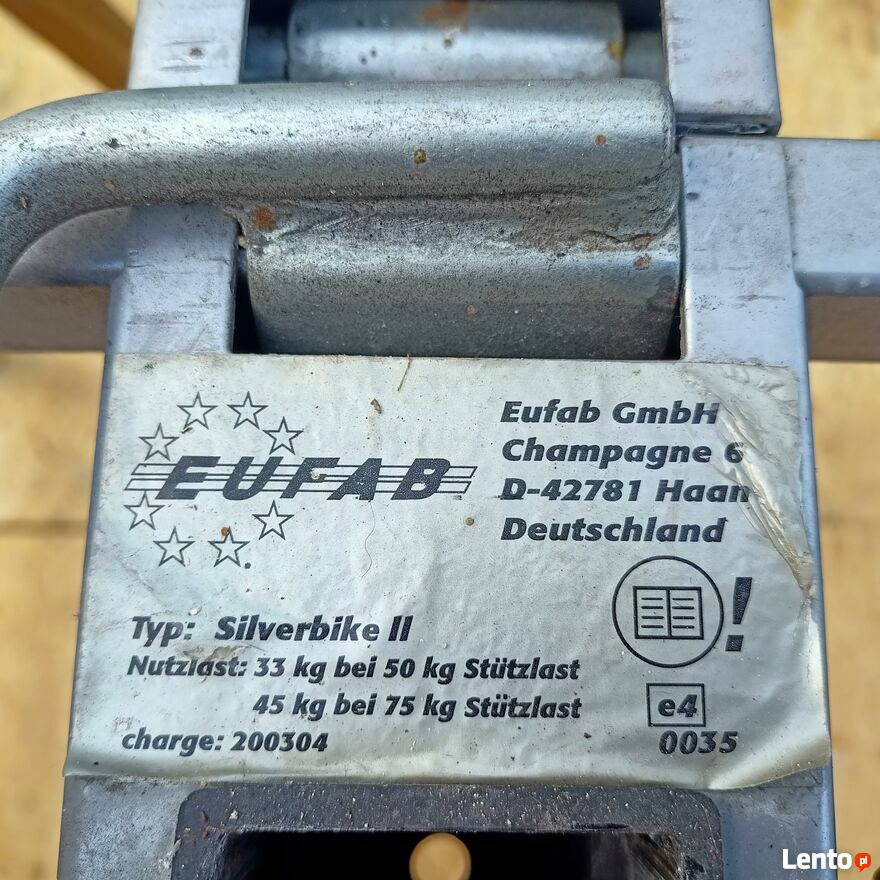 EUFAB
Eufab GmbH
Champagne 6
D-42781 Haan
Deutschland
!
Typ: Silverbike II
Nutzlast: 33 kg bei 50 kg Stützlast
45 kg bei 75 kg Stützlast
charge: 200304
e4
0035
Lento.pl